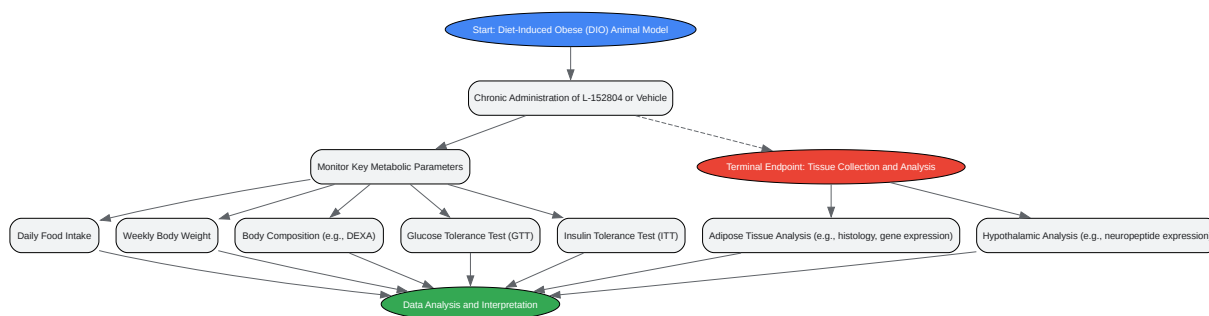 Start: Diet-Induced Obese (DIO) Animal Model
Chronic Administration of L-152804 or Vehicle
Monitor Key Metabolic Parameters
Terminal Endpoint: Tissue Collection and Analysis
Daily Food Intake
Weekly Body Weight
Body Composition (e.g., DEXA)
Glucose Tolerance Test (GTT)
Insulin Tolerance Test (ITT)
Adipose Tissue Analysis (e.g., histology, gene expression)
Hypothalamic Analysis (e.g., neuropeptide expression
Data Analysis and Interpretation